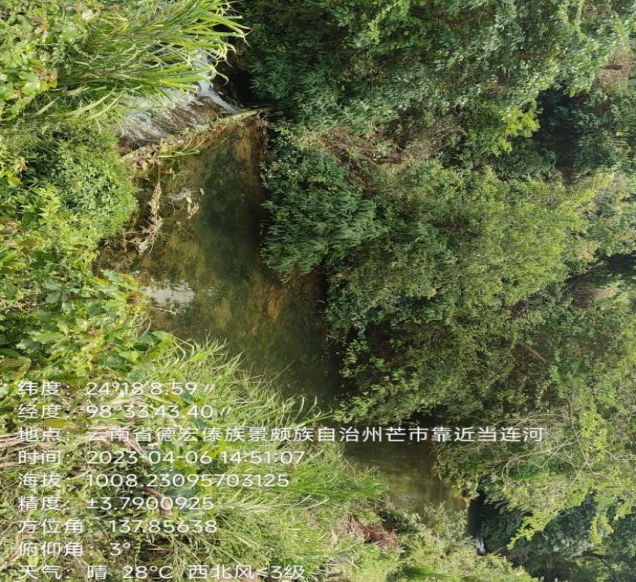 纬度: 24°18′8.59″
经度: 98°33′43.40″
地点: 云南省德宏傣族景颇族自治州芒市靠近当连河
时间: 2023-04-06 14:51:07
海拔: 1008.23095703125
精度: ±3.7900925
方位角: 137.85638
俯仰角: 3°
天气: 晴 28°C 西北风≤3级